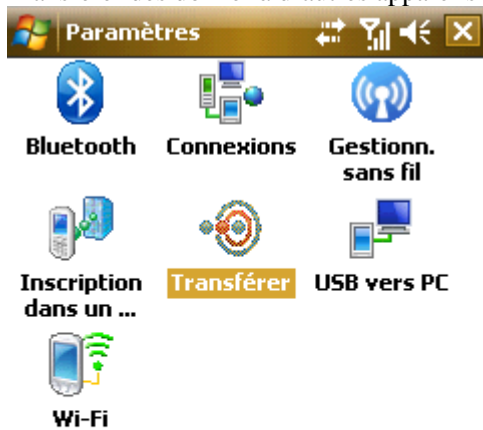 Paramètres
Bluetooth
Connexions
Gestionn.
sans fil
Inscription
dans un ...
Transférer
USB vers PC
Wi-Fi